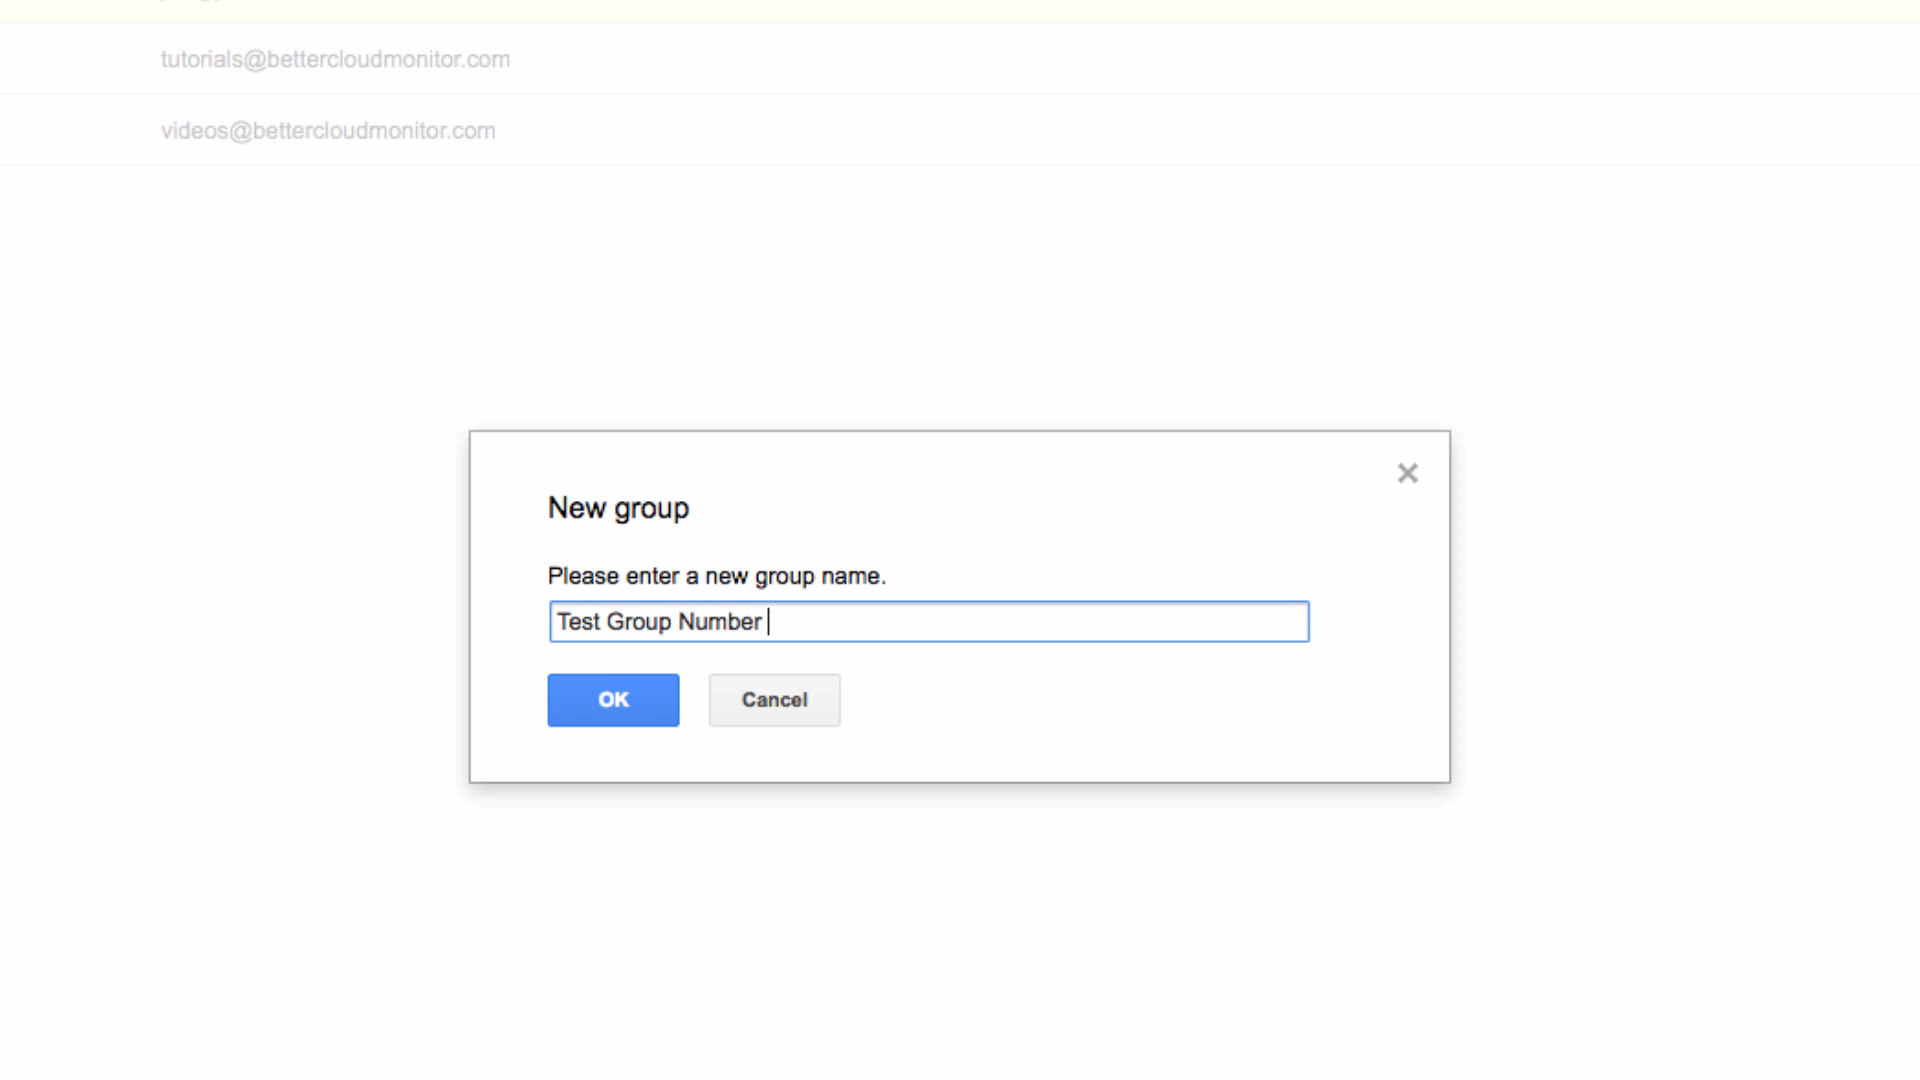 tutorials@bettercloudmonitor.com
videos@bettercloudmonitor.com
New group
Please enter a new group name.
Test Group Number
OK
Cancel